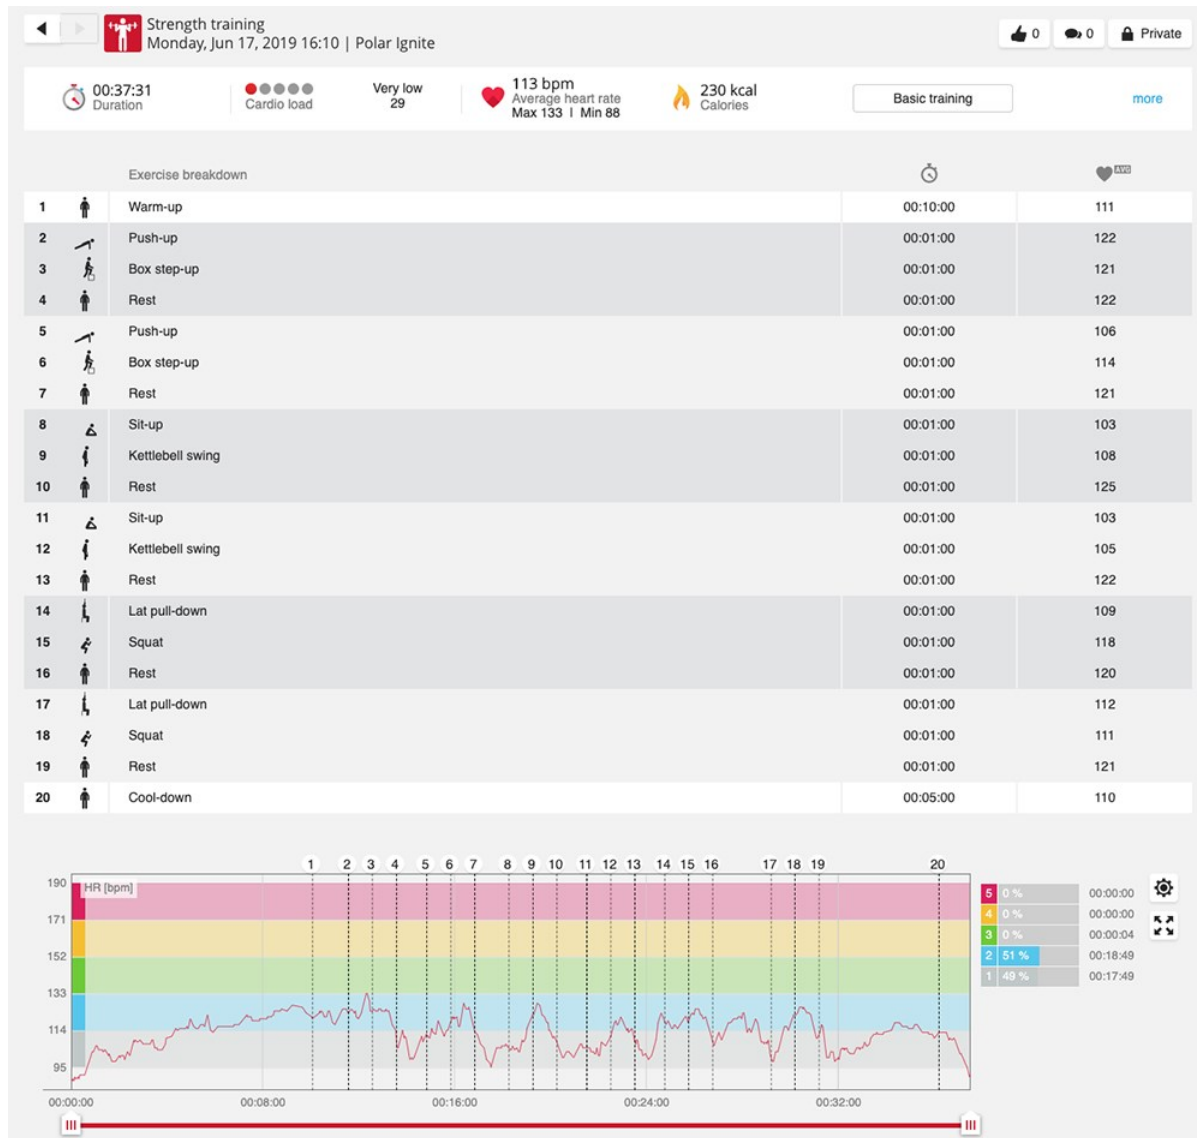 Strength training
Monday, Jun 17, 2019 16:10 | Polar Ignite
0 0 Private
00:37:31
Duration
Cardio load
Very low
29
113 bpm
Average heart rate
Max 133 | Min 88
230 kcal
Calories
Basic training
more
Exercise breakdown AVG
1 Warm-up 00:10:00 111
2 Push-up 00:01:00 122
3 Box step-up 00:01:00 121
4 Rest 00:01:00 122
5 Push-up 00:01:00 106
6 Box step-up 00:01:00 114
7 Rest 00:01:00 121
8 Sit-up 00:01:00 103
9 Kettlebell swing 00:01:00 108
10 Rest 00:01:00 125
11 Sit-up 00:01:00 103
12 Kettlebell swing 00:01:00 105
13 Rest 00:01:00 122
14 Lat pull-down 00:01:00 109
15 Squat 00:01:00 118
16 Rest 00:01:00 120
17 Lat pull-down 00:01:00 112
18 Squat 00:01:00 111
19 Rest 00:01:00 121
20 Cool-down 00:05:00 110
1 2 3 4 5 6 7 8 9 10 11 12 13 14 15 16 17 18 19 20
HR [bpm]
190
171
152
133
114
95
00:00:00 00:08:00 00:16:00 00:24:00 00:32:00
5 0 % 00:00:00
4 0 % 00:00:00
3 0 % 00:00:04
2 51 % 00:18:49
1 49 % 00:17:49